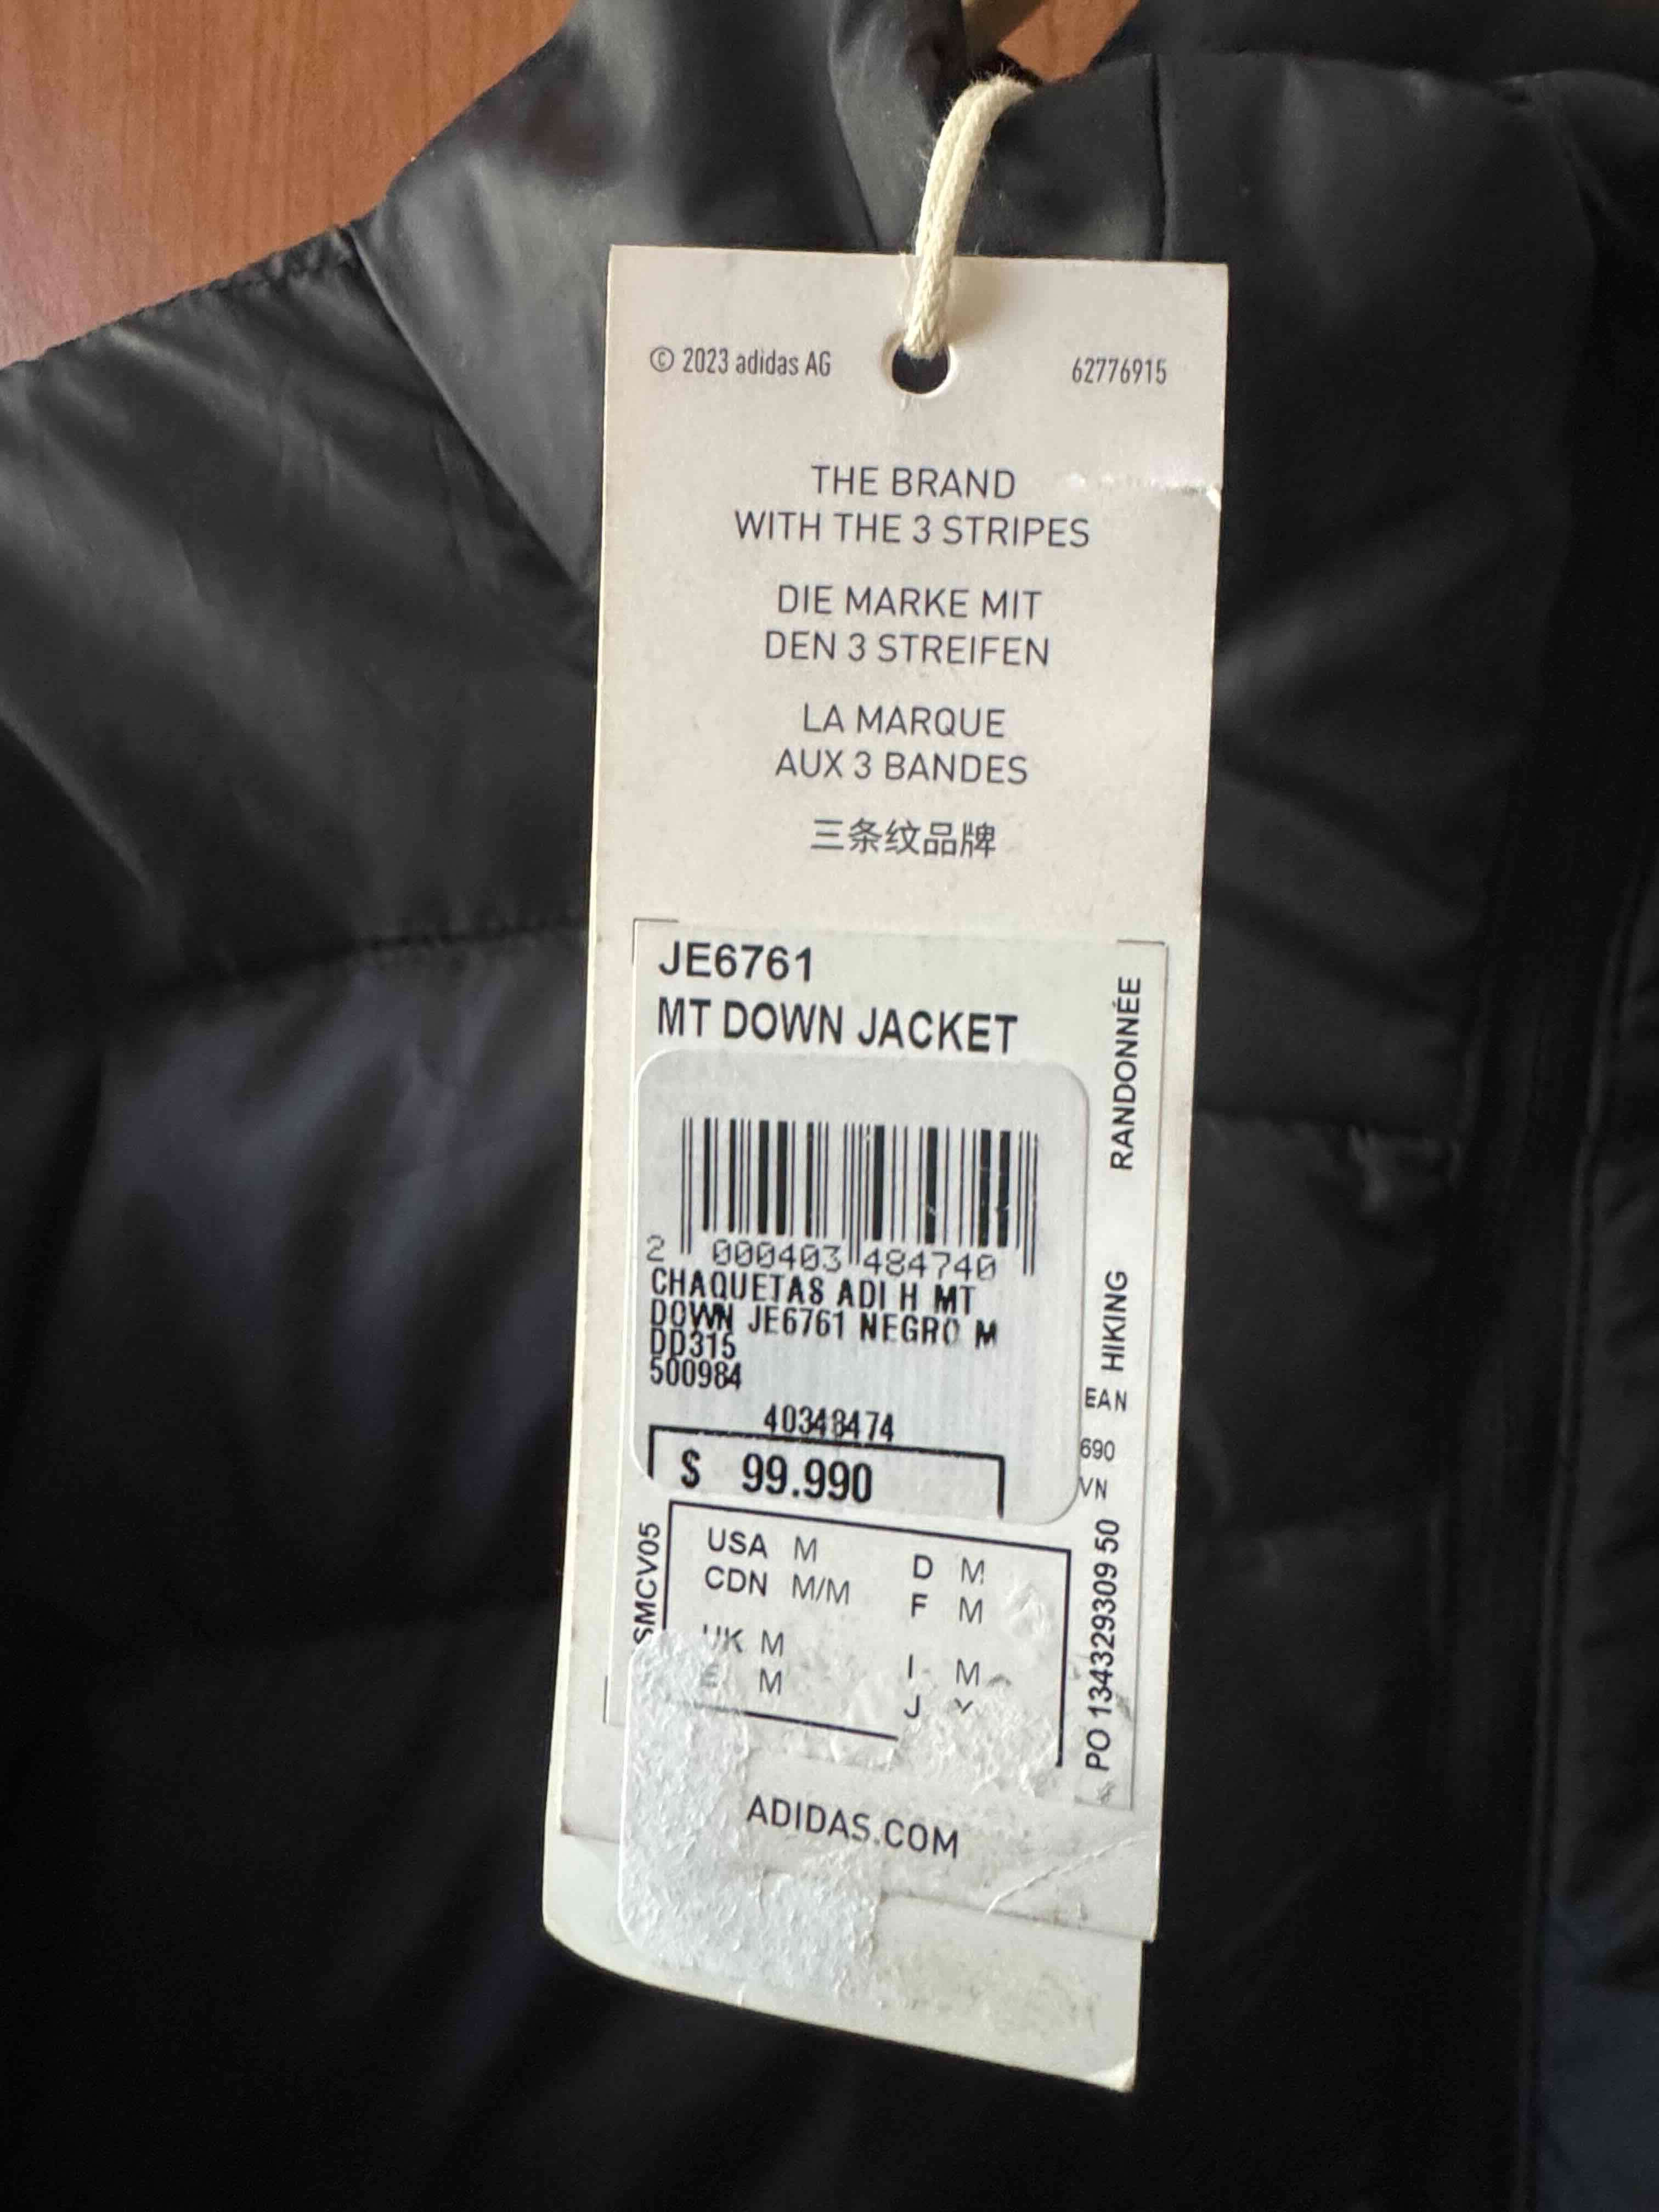 © 2023 adidas AG
62776915
THE BRAND
WITH THE 3 STRIPES
DIE MARKE MIT
DEN 3 STREIFEN
LA MARQUE
AUX 3 BANDES
三条纹品牌
JE6761
MT DOWN JACKET
RANDONNÉE
HIKING
2 000403 484740
CHAQUETAS ADI H MT
DOWN JE6761 NEGRO M
DD315
500984
40348474
$ 99.990
EAN
690
VN
SMCV05
USA M
CDN M/M
UK M
E M
D M
F M
I M
J
PO 134329309 50
ADIDAS.COM